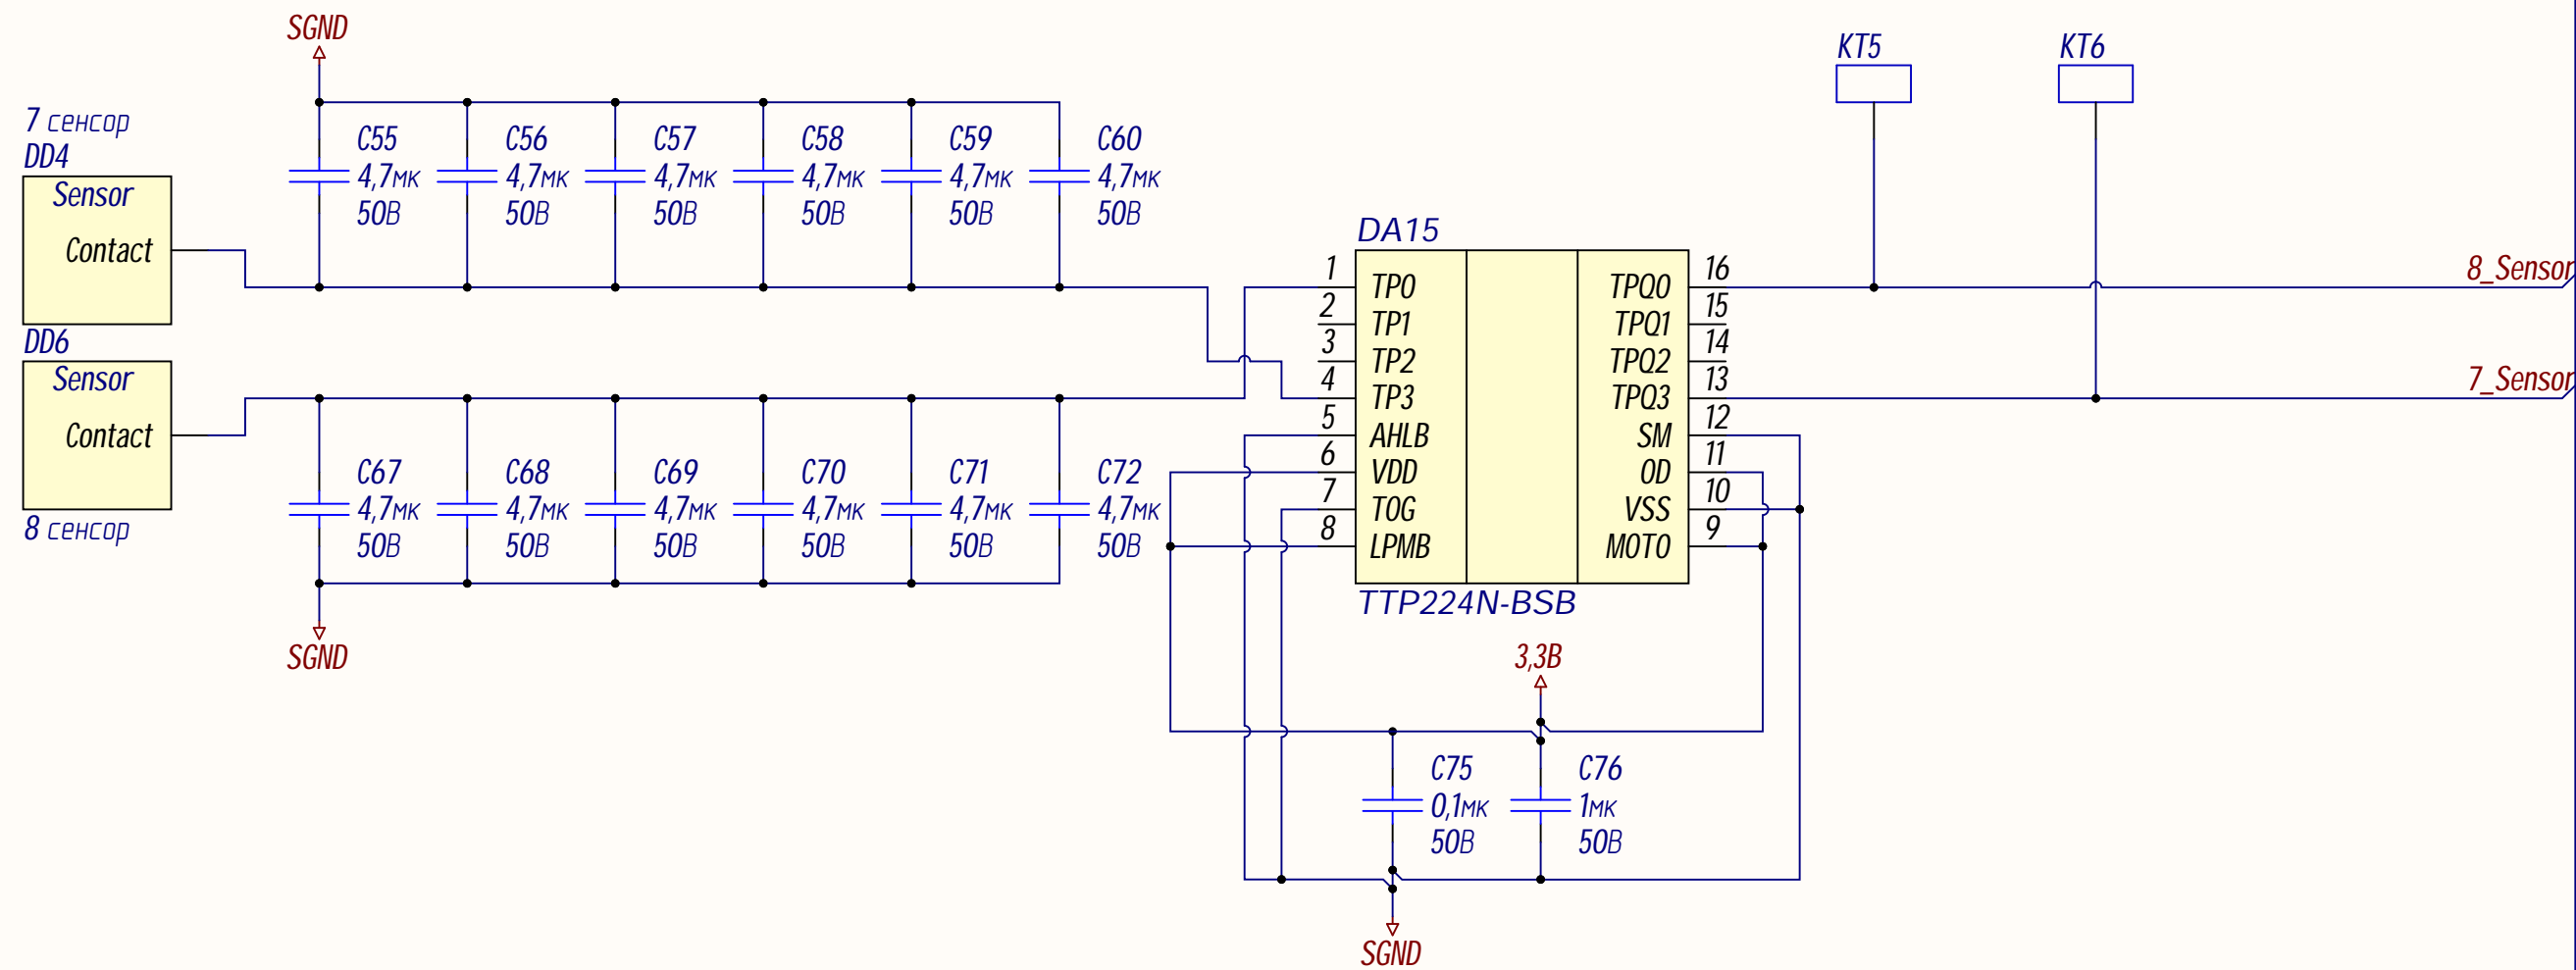 SGND
KT5
KT6
7 сенсор
DD4
Sensor
Contact
C55
4,7мк
50В
C56
4,7мк
50В
C57
4,7мк
50В
C58
4,7мк
50В
C59
4,7мк
50В
C60
4,7мк
50В
DD6
Sensor
Contact
8 сенсор
C67
4,7мк
50В
C68
4,7мк
50В
C69
4,7мк
50В
C70
4,7мк
50В
C71
4,7мк
50В
C72
4,7мк
50В
SGND
DA15
1 TP0
2 TP1
3 TP2
4 TP3
5 AHLB
6 VDD
7 TOG
8 LPMB
TPQ0 16
TPQ1 15
TPQ2 14
TPQ3 13
SM 12
OD 11
VSS 10
MOTO 9
TTP224N-BSB
8_Sensor
7_Sensor
3,3В
C75
0,1мк
50В
C76
1мк
50В
SGND